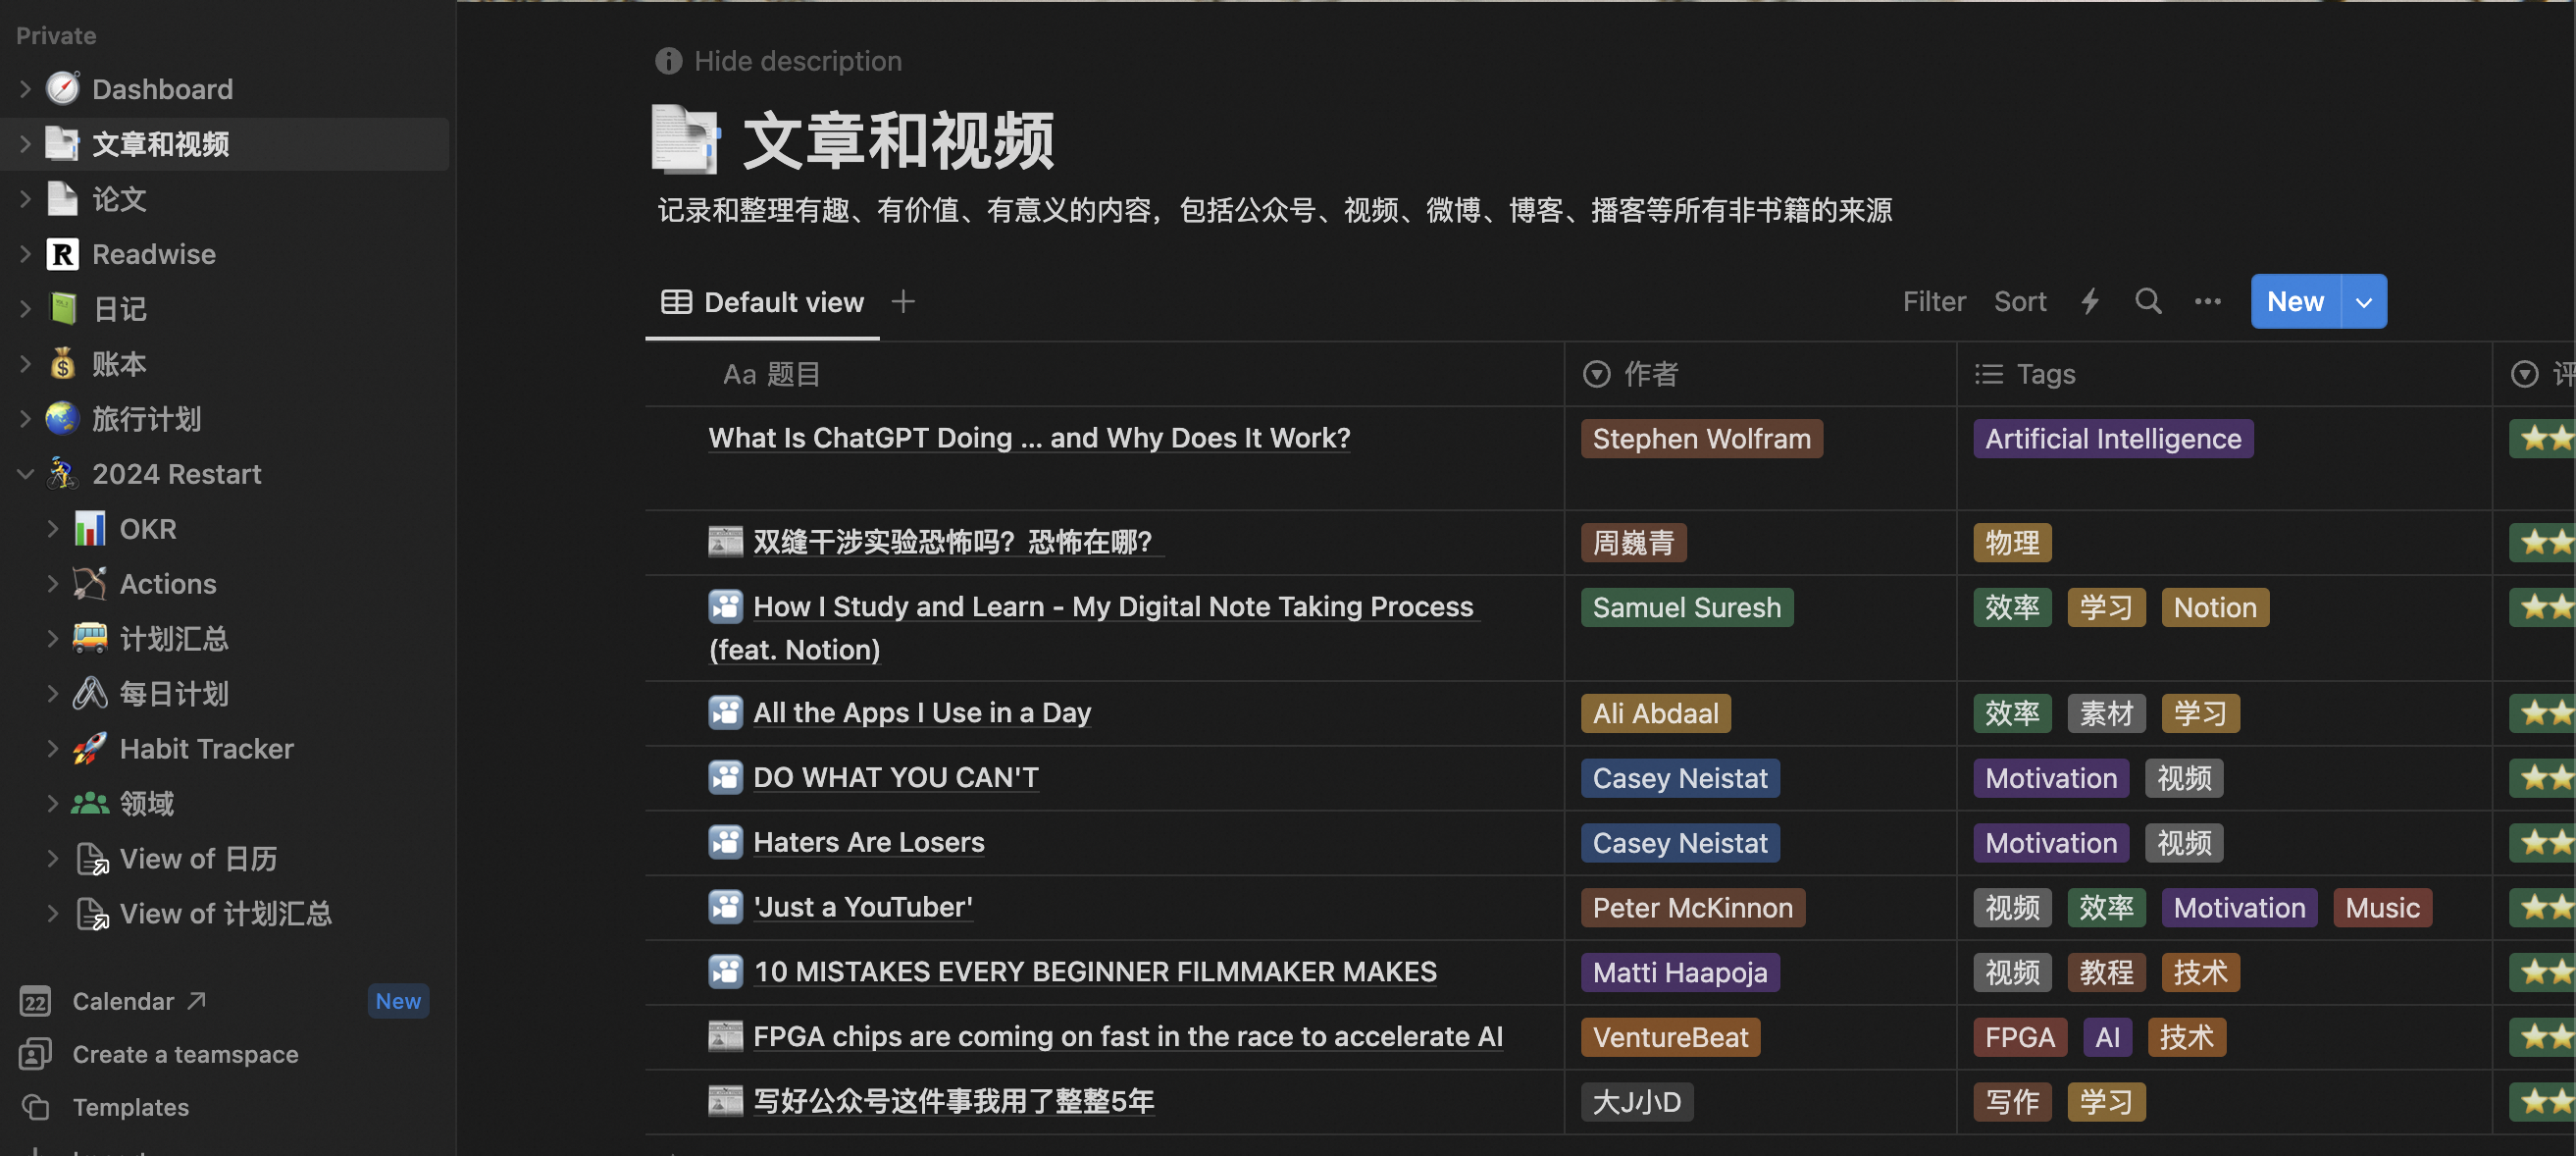 Private
Dashboard
文章和视频
论文
Readwise
日记
账本
旅行计划
2024 Restart
OKR
Actions
计划汇总
每日计划
Habit Tracker
领域
View of 日历
View of 计划汇总
22 Calendar ↗ New
Create a teamspace
Templates
Hide description
文章和视频
记录和整理有趣、有价值、有意义的内容，包括公众号、视频、微博、博客、播客等所有非书籍的来源
Default view +
Filter Sort ••• New
Aa 题目 作者 Tags 评
What Is ChatGPT Doing ... and Why Does It Work? Stephen Wolfram Artificial Intelligence
双缝干涉实验恐怖吗？恐怖在哪？ 周巍青 物理
How I Study and Learn - My Digital Note Taking Process Samuel Suresh 效率 学习 Notion
(feat. Notion)
All the Apps I Use in a Day Ali Abdaal 效率 素材 学习
DO WHAT YOU CAN'T Casey Neistat Motivation 视频
Haters Are Losers Casey Neistat Motivation 视频
'Just a YouTuber' Peter McKinnon 视频 效率 Motivation Music
10 MISTAKES EVERY BEGINNER FILMMAKER MAKES Matti Haapoja 视频 教程 技术
FPGA chips are coming on fast in the race to accelerate AI VentureBeat FPGA AI 技术
写好公众号这件事我用了整整5年 大J小D 写作 学习